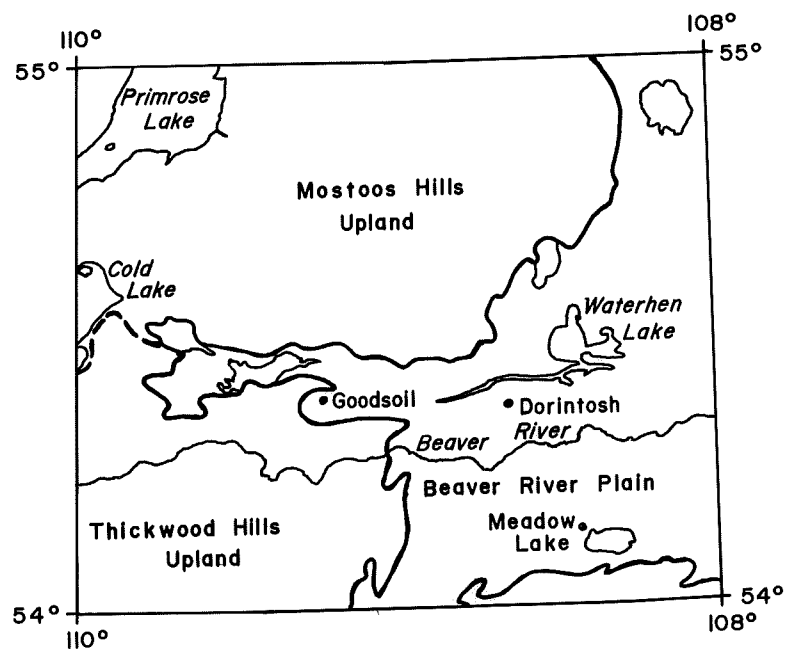 110°
108°
55°
55°
Primrose
Lake
Mostoos Hills
Upland
Cold
Lake
Waterhen
Lake
Goodsoil
Dorintosh
Beaver River
Beaver River Plain
Thickwood Hills
Upland
Meadow
Lake
54°
54°
110°
108°